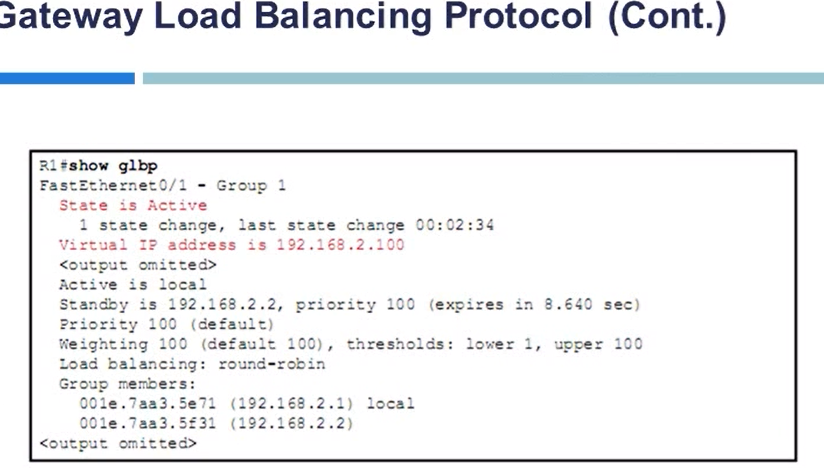 Gateway Load Balancing Protocol (Cont.)
R1#show glbp
FastEthernet0/1 - Group 1
State is Active
1 state change, last state change 00:02:34
Virtual IP address is 192.168.2.100
<output omitted>
Active is local
Standby is 192.168.2.2, priority 100 (expires in 8.640 sec)
Priority 100 (default)
Weighting 100 (default 100), thresholds: lower 1, upper 100
Load balancing: round-robin
Group members:
001e.7aa3.5e71 (192.168.2.1) local
001e.7aa3.5f31 (192.168.2.2)
<output omitted>